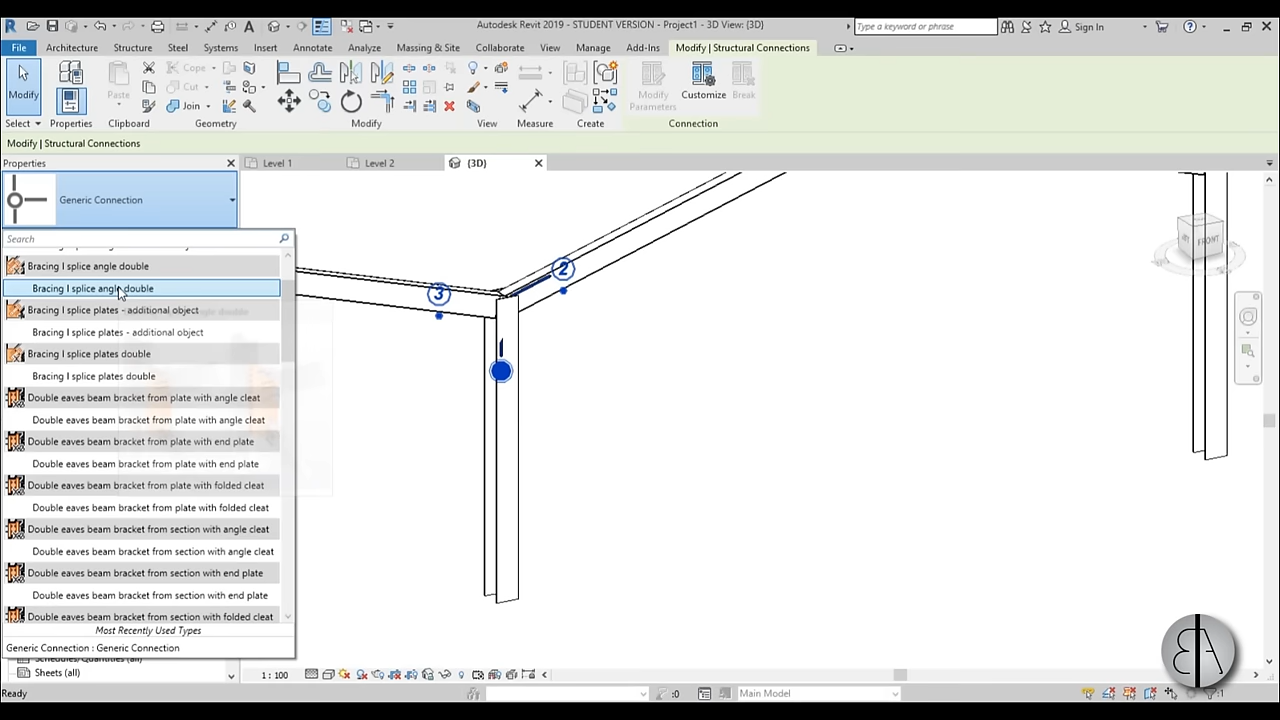 Autodesk Revit 2019 - STUDENT VERSION - Project1 - 3D View: {3D}
Type a keyword or phrase
Sign In
File Architecture Structure Steel Systems Insert Annotate Analyze Massing & Site Collaborate View Manage Add-Ins Modify | Structural Connections
Modify
Properties
Paste
Cope
Cut
Join
Modify Parameters
Customize
Break
Select Properties Clipboard Geometry Modify View Measure Create Connection
Modify | Structural Connections
Properties
Level 1
Level 2
(3D)
Generic Connection
Search
Bracing I splice angle double
Bracing I splice angle double
Bracing I splice plates - additional object
Bracing I splice plates - additional object
Bracing I splice plates double
Bracing I splice plates double
Double eaves beam bracket from plate with angle cleat
Double eaves beam bracket from plate with angle cleat
Double eaves beam bracket from plate with end plate
Double eaves beam bracket from plate with end plate
Double eaves beam bracket from plate with folded cleat
Double eaves beam bracket from plate with folded cleat
Double eaves beam bracket from section with angle cleat
Double eaves beam bracket from section with angle cleat
Double eaves beam bracket from section with end plate
Double eaves beam bracket from section with end plate
Double eaves beam bracket from section with folded cleat
Most Recently Used Types
Generic Connection : Generic Connection
Schedules/Quantities (all)
Sheets (all)
2
3
FRONT
1 : 100
Ready
:0
Main Model
:1
BA